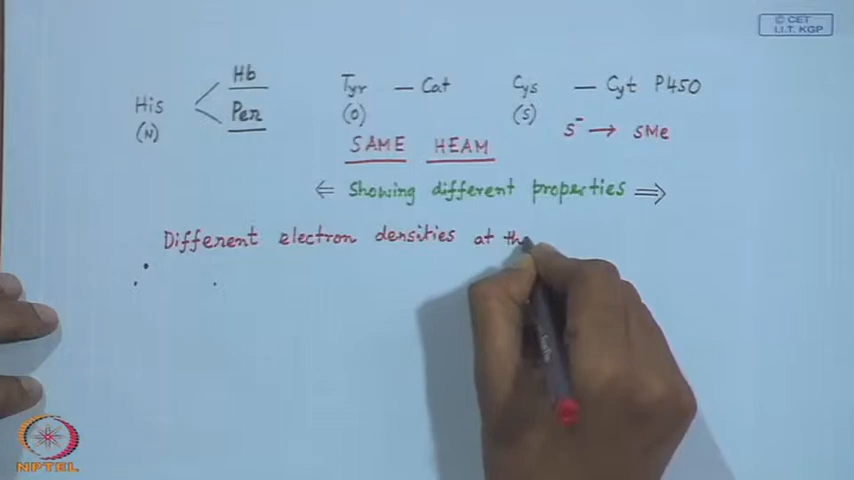 © CET
I.I.T. KGP
His < Hb Tyr — Cat Cys — Cyt P450
(N) Per (O) (S)
S⁻ → SMe
SAME HEAM
⇐ Showing different properties ⇒
Different electron densities at th
NPTEL